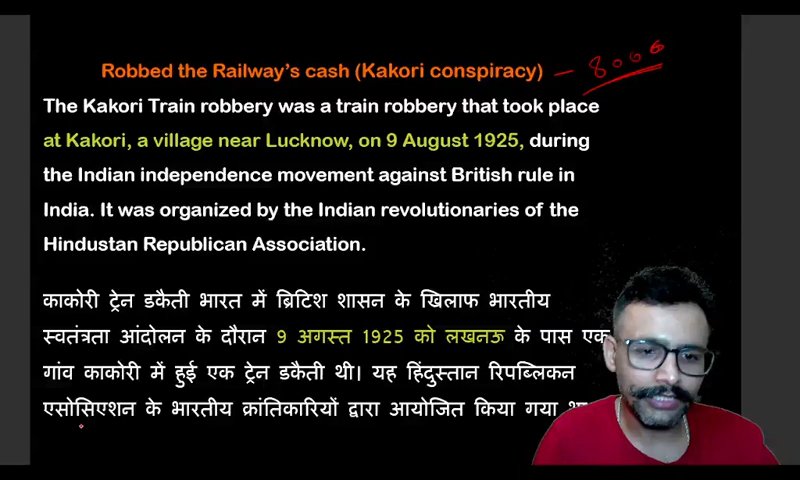 Robbed the Railway's cash (Kakori conspiracy) — 8000
The Kakori Train robbery was a train robbery that took place
at Kakori, a village near Lucknow, on 9 August 1925, during
the Indian independence movement against British rule in
India. It was organized by the Indian revolutionaries of the
Hindustan Republican Association.
काकोरी ट्रेन डकैती भारत में ब्रिटिश शासन के खिलाफ भारतीय
स्वतंत्रता आंदोलन के दौरान 9 अगस्त 1925 को लखनऊ के पास एक
गांव काकोरी में हुई एक ट्रेन डकैती थी। यह हिंदुस्तान रिपब्लिकन
एसोसिएशन के भारतीय क्रांतिकारियों द्वारा आयोजित किया गया